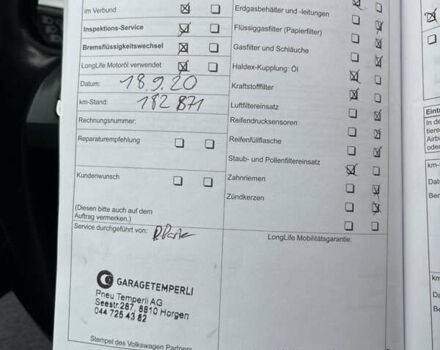 im Verbund
Inspektions-Service
Bremsflüssigkeitswechsel
LongLife Motoröl verwendet
Datum: 18.9.20
km-Stand: 182 871
Rechnungsnummer:
Reparaturempfehlung
Kundenwunsch
(Diesen bitte auch auf dem
Auftrag vermerken.)
Service durchgeführt von:
GARAGETEMPERLI
Pneu Temperli AG
Seestr.267, 8810 Horgen
044 725 43 62
Stempel des Volkswagen Partners
Erdgasbehälter und -leitungen
Flüssiggasfilter (Papierfilter)
Gasfilter und Schläuche
Haldex-Kupplung: Öl
Kraftstofffilter
Luftfiltereinsatz
Reifendrucksensoren
Reifenfüllflasche
Staub- und Pollenfiltereinsatz
Zahnriemen
Zündkerzen
LongLife Mobilitätsgarantie: